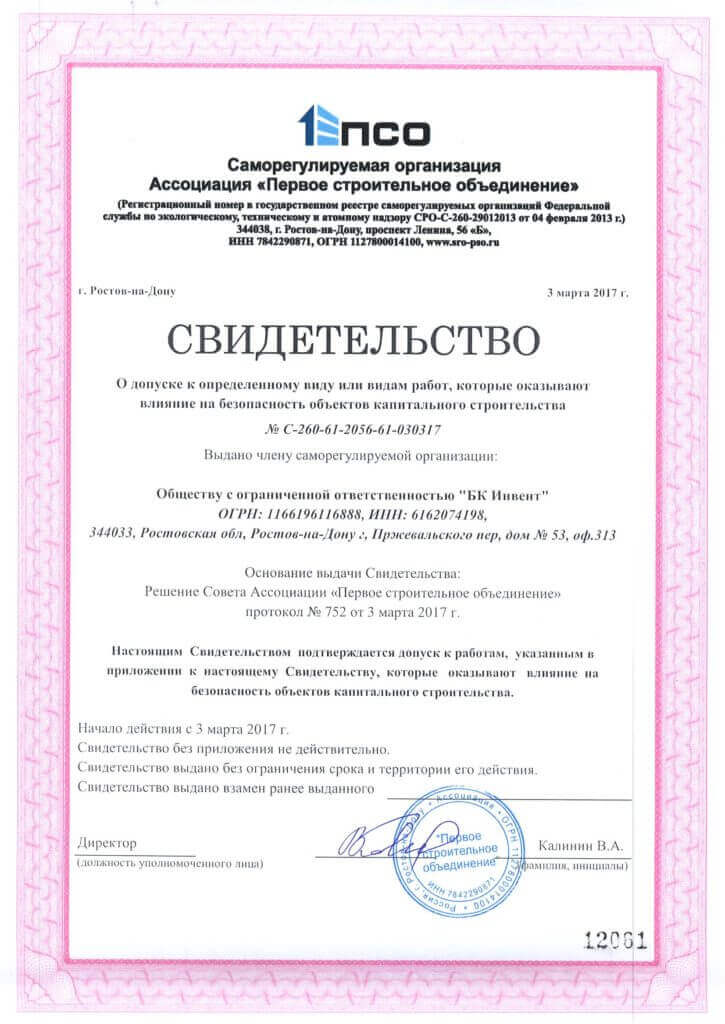 1ПСО
Саморегулируемая организация
Ассоциация «Первое строительное объединение»
(Регистрационный номер в государственном реестре саморегулируемых организаций Федеральной
службы по экологическому, техническому и атомному надзору СРО-С-260-29012013 от 04 февраля 2013 г.)
344038, г. Ростов-на-Дону, проспект Ленина, 56 «Б»,
ИНН 7842290871, ОГРН 1127800014100, www.sro-pso.ru
г. Ростов-на-Дону 3 марта 2017 г.
СВИДЕТЕЛЬСТВО
О допуске к определенному виду или видам работ, которые оказывают
влияние на безопасность объектов капитального строительства
№ С-260-61-2056-61-030317
Выдано члену саморегулируемой организации:
Обществу с ограниченной ответственностью "БК Инвент"
ОГРН: 1166196116888, ИНН: 6162074198,
344033, Ростовская обл, Ростов-на-Дону г, Пржевальского пер, дом № 53, оф.313
Основание выдачи Свидетельства:
Решение Совета Ассоциации «Первое строительное объединение»
протокол № 752 от 3 марта 2017 г.
Настоящим Свидетельством подтверждается допуск к работам, указанным в
приложении к настоящему Свидетельству, которые оказывают влияние на
безопасность объектов капитального строительства.
Начало действия с 3 марта 2017 г.
Свидетельство без приложения не действительно.
Свидетельство выдано без ограничения срока и территории его действия.
Свидетельство выдано взамен ранее выданного
Директор Калинин В.А.
(должность уполномоченного лица) (фамилия, инициалы)
Россия, г. Ростов-на-Дону * Ассоциация * ОГРН 1127800014100 *
"Первое
строительное
объединение"
ИНН 7842290871
12061